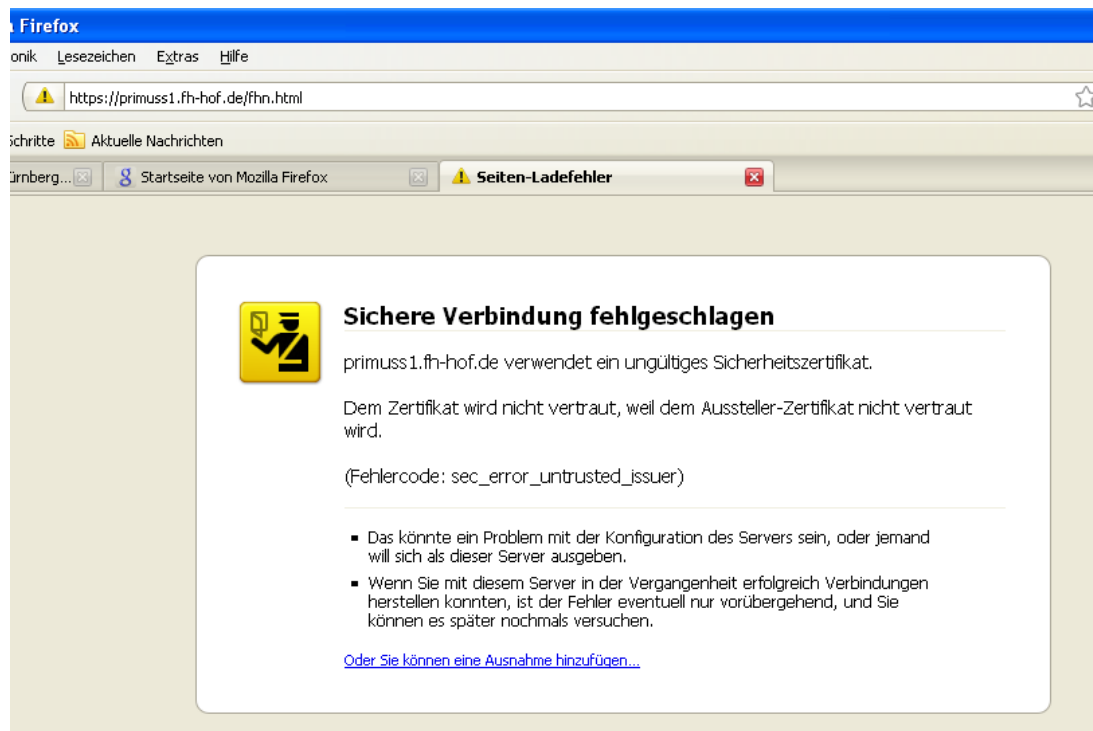 Firefox
onik Lesezeichen Extras Hilfe
https://primuss1.fh-hof.de/fhn.html
Schritte Aktuelle Nachrichten
ürnberg... Startseite von Mozilla Firefox Seiten-Ladefehler
Sichere Verbindung fehlgeschlagen
primuss1.fh-hof.de verwendet ein ungültiges Sicherheitszertifikat.
Dem Zertifikat wird nicht vertraut, weil dem Aussteller-Zertifikat nicht vertraut
wird.
(Fehlercode: sec_error_untrusted_issuer)
Das könnte ein Problem mit der Konfiguration des Servers sein, oder jemand
will sich als dieser Server ausgeben.
Wenn Sie mit diesem Server in der Vergangenheit erfolgreich Verbindungen
herstellen konnten, ist der Fehler eventuell nur vorübergehend, und Sie
können es später nochmals versuchen.
Oder Sie können eine Ausnahme hinzufügen...